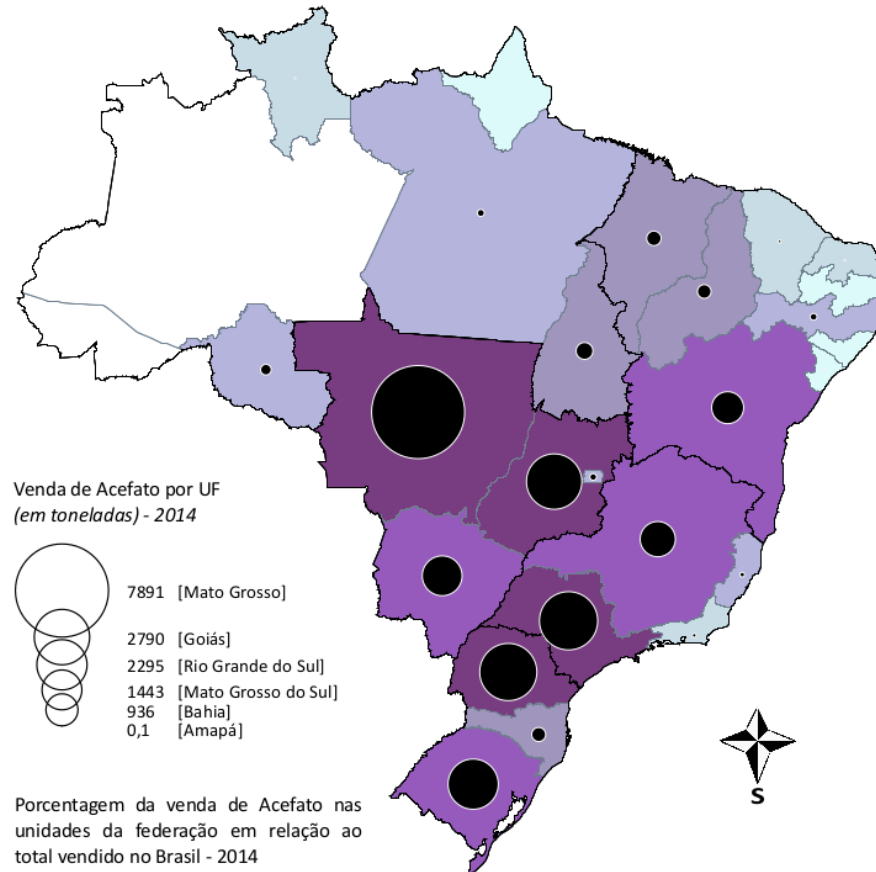 Venda de Acefato por UF
(em toneladas) - 2014
7891 [Mato Grosso]
2790 [Goiás]
2295 [Rio Grande do Sul]
1443 [Mato Grosso do Sul]
936 [Bahia]
0,1 [Amapá]
S
Porcentagem da venda de Acefato nas
unidades da federação em relação ao
total vendido no Brasil - 2014